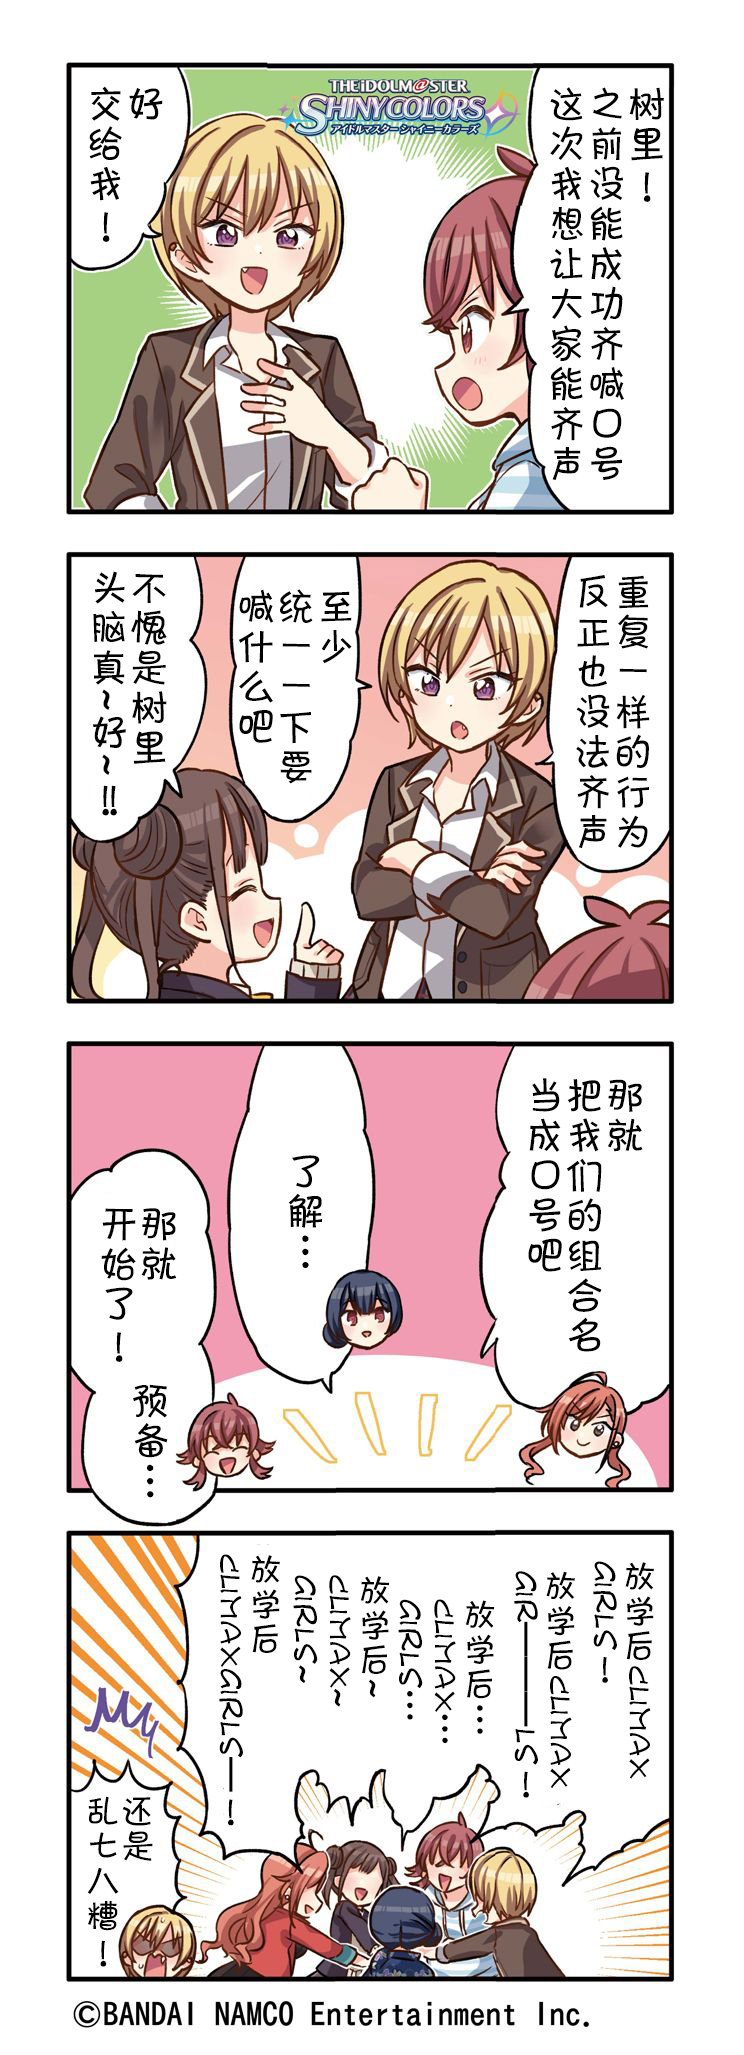 THE iDOLM@STER
SHINYCOLORS
アイドルマスター シャイニーカラーズ
树里！
之前没能成功齐喊口号
这次我想让大家能齐声
好
交给我！
重复一样的行为
反正也没法齐声
至少
统一一下要
喊什么吧
不愧是树里
头脑真~好~!!
那就
把我们的组合名
当成口号吧
了解…
那就
开始了！
预备…
放学后CLIMAX
GIRLS－！
放学后CLIMAX
GIR————LS－！
放学后…
CLIMAX…
GIRLS…
放学后~
CLIMAX~
GIRLS~
放学后
CLIMAXGIRLS——！
还是
乱七八糟！
©BANDAI NAMCO Entertainment Inc.